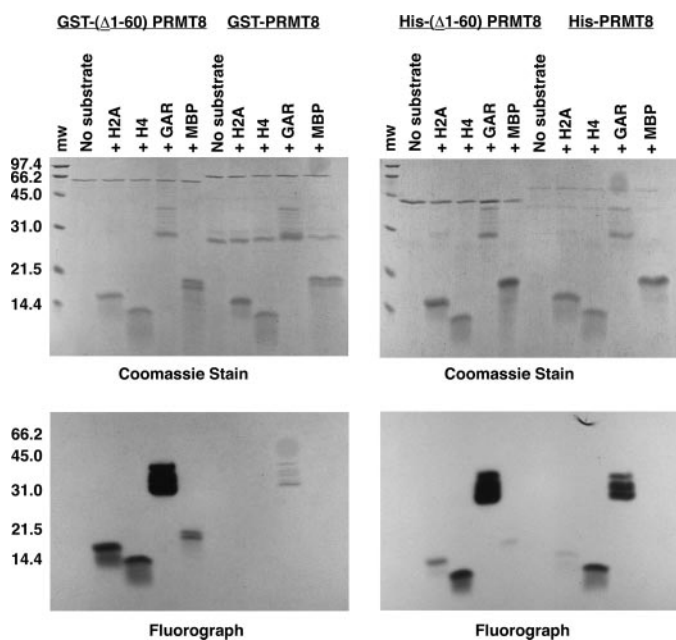 GST-(Δ1-60) PRMT8 GST-PRMT8 His-(Δ1-60) PRMT8 His-PRMT8
mw No substrate + H2A + H4 + GAR + MBP No substrate + H2A + H4 + GAR + MBP mw No substrate + H2A + H4 + GAR + MBP No substrate + H2A + H4 + GAR + MBP
97.4
66.2
45.0
31.0
21.5
14.4
Coomassie Stain Coomassie Stain
66.2
45.0
31.0
21.5
14.4
Fluorograph Fluorograph